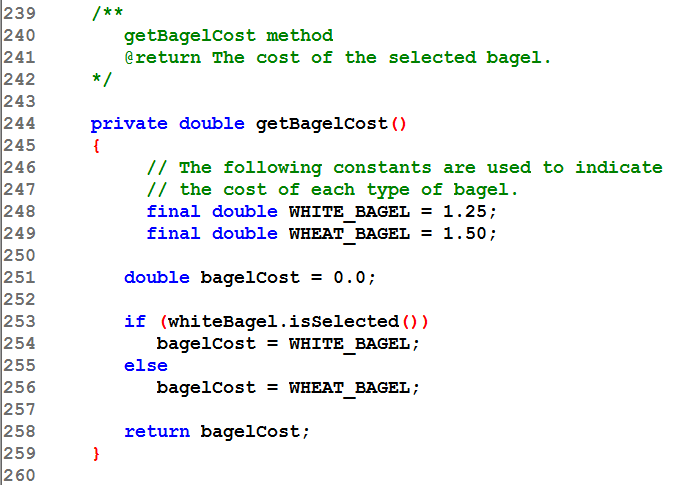 239 /**
240 getBagelCost method
241 @return The cost of the selected bagel.
242 */
243
244 private double getBagelCost()
245 {
246 // The following constants are used to indicate
247 // the cost of each type of bagel.
248 final double WHITE_BAGEL = 1.25;
249 final double WHEAT_BAGEL = 1.50;
250
251 double bagelCost = 0.0;
252
253 if (whiteBagel.isSelected())
254 bagelCost = WHITE_BAGEL;
255 else
256 bagelCost = WHEAT_BAGEL;
257
258 return bagelCost;
259 }
260